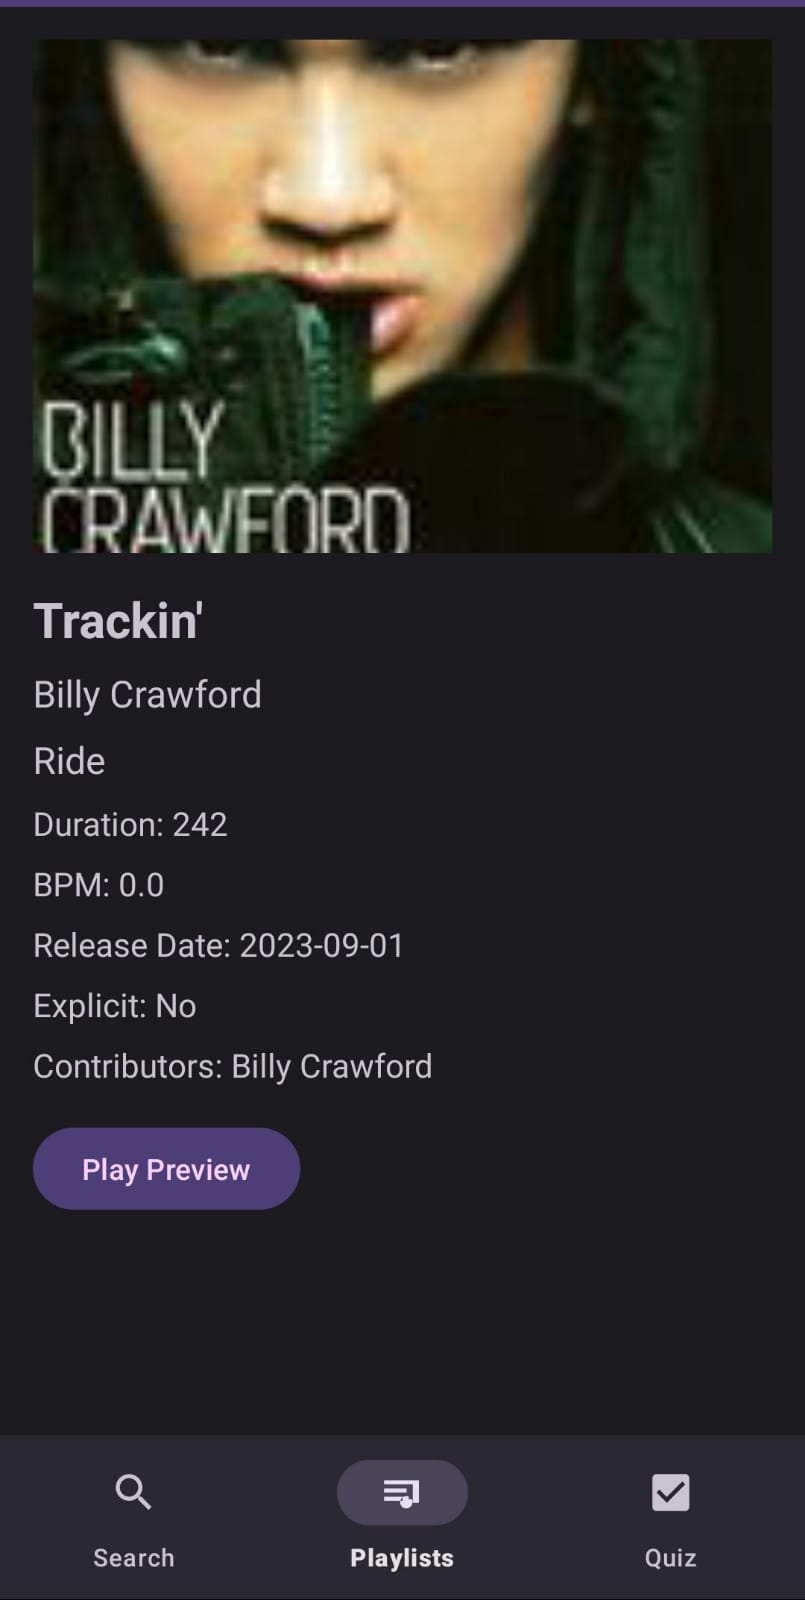 BILLY
CRAWFORD
Trackin'
Billy Crawford
Ride
Duration: 242
BPM: 0.0
Release Date: 2023-09-01
Explicit: No
Contributors: Billy Crawford
Play Preview
Search
Playlists
Quiz